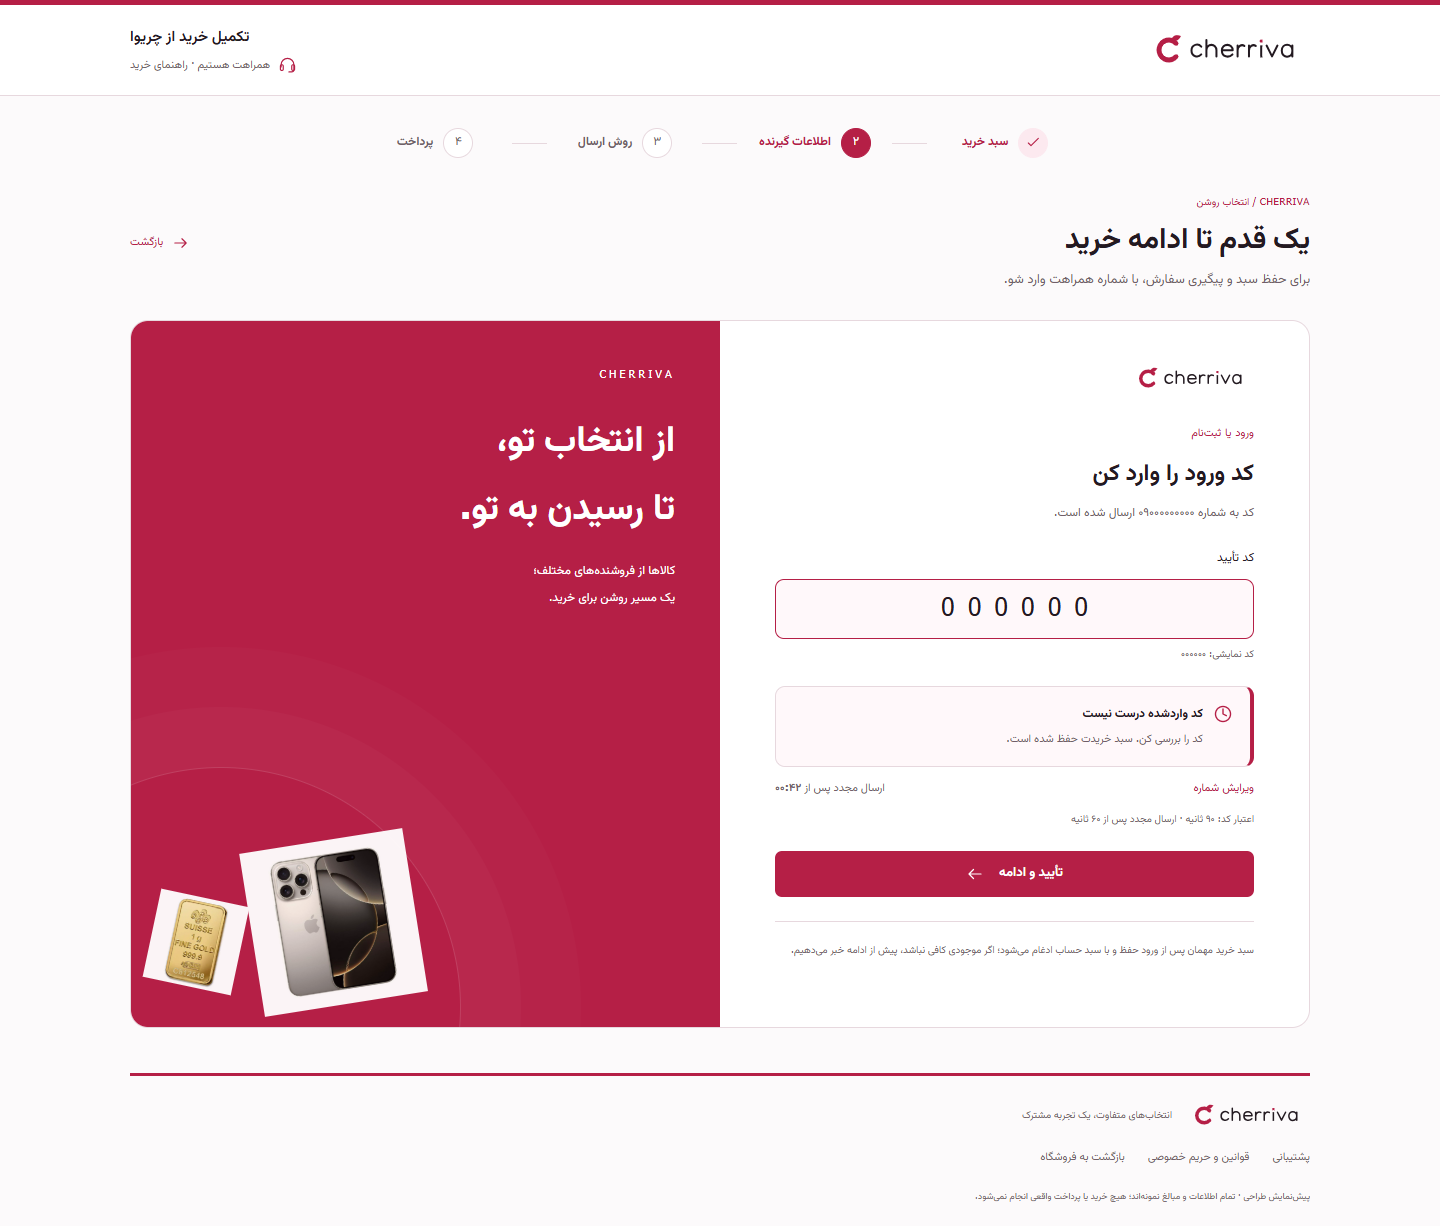 cherriva
تکمیل خرید از چریوا
همراهت هستیم · راهنمای خرید
سبد خرید
۲ اطلاعات گیرنده
۳ روش ارسال
۴ پرداخت
CHERRIVA / انتخاب روشن
یک قدم تا ادامه خرید
بازگشت
برای حفظ سبد و پیگیری سفارش، با شماره همراهت وارد شو.
cherriva
ورود یا ثبت‌نام
کد ورود را وارد کن
کد به شماره ۰۹۰۰۰۰۰۰۰۰۰ ارسال شده است.
کد تأیید
0 0 0 0 0 0
کد نمایشی: ۰۰۰۰۰۰
کد واردشده درست نیست
کد را بررسی کن. سبد خریدت حفظ شده است.
ویرایش شماره
ارسال مجدد پس از ۰۰:۴۲
اعتبار کد: ۹۰ ثانیه · ارسال مجدد پس از ۶۰ ثانیه
تأیید و ادامه
سبد خرید مهمان پس از ورود حفظ و با سبد حساب ادغام می‌شود؛ اگر موجودی کافی نباشد، پیش از ادامه خبر می‌دهیم.
CHERRIVA
از انتخاب تو،
تا رسیدن به تو.
کالاها از فروشنده‌های مختلف؛
یک مسیر روشن برای خرید.
SUISSE
1 g
FINE GOLD
999.9
cherriva
انتخاب‌های متفاوت، یک تجربه مشترک
پشتیبانی
قوانین و حریم خصوصی
بازگشت به فروشگاه
پیش‌نمایش طراحی · تمام اطلاعات و مبالغ نمونه‌اند؛ هیچ خرید یا پرداخت واقعی انجام نمی‌شود.